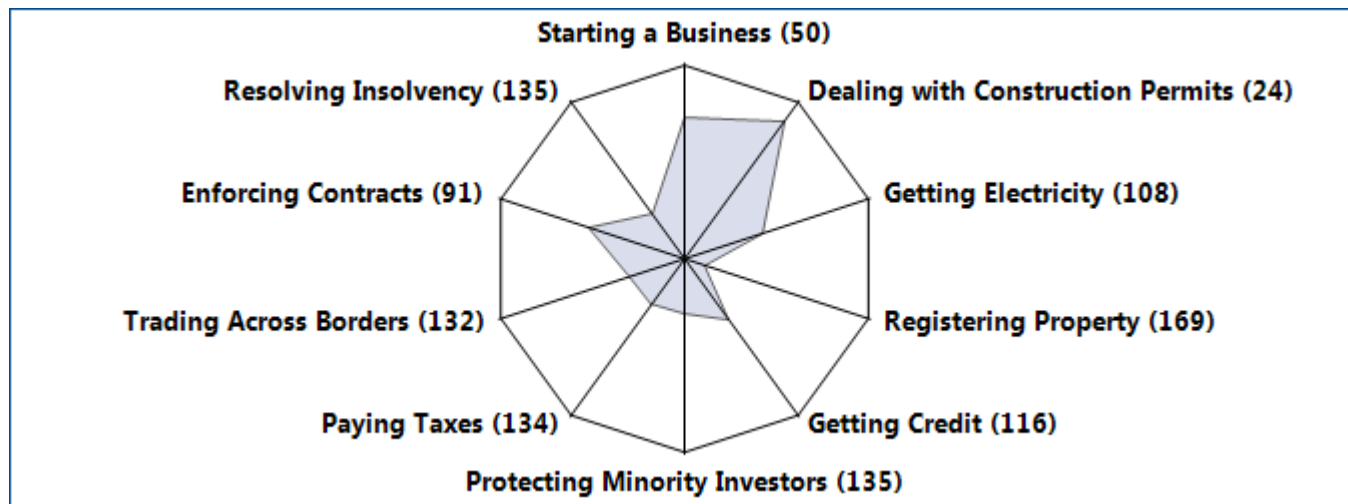 Starting a Business (50)
Resolving Insolvency (135)
Dealing with Construction Permits (24)
Enforcing Contracts (91)
Getting Electricity (108)
Trading Across Borders (132)
Registering Property (169)
Paying Taxes (134)
Getting Credit (116)
Protecting Minority Investors (135)